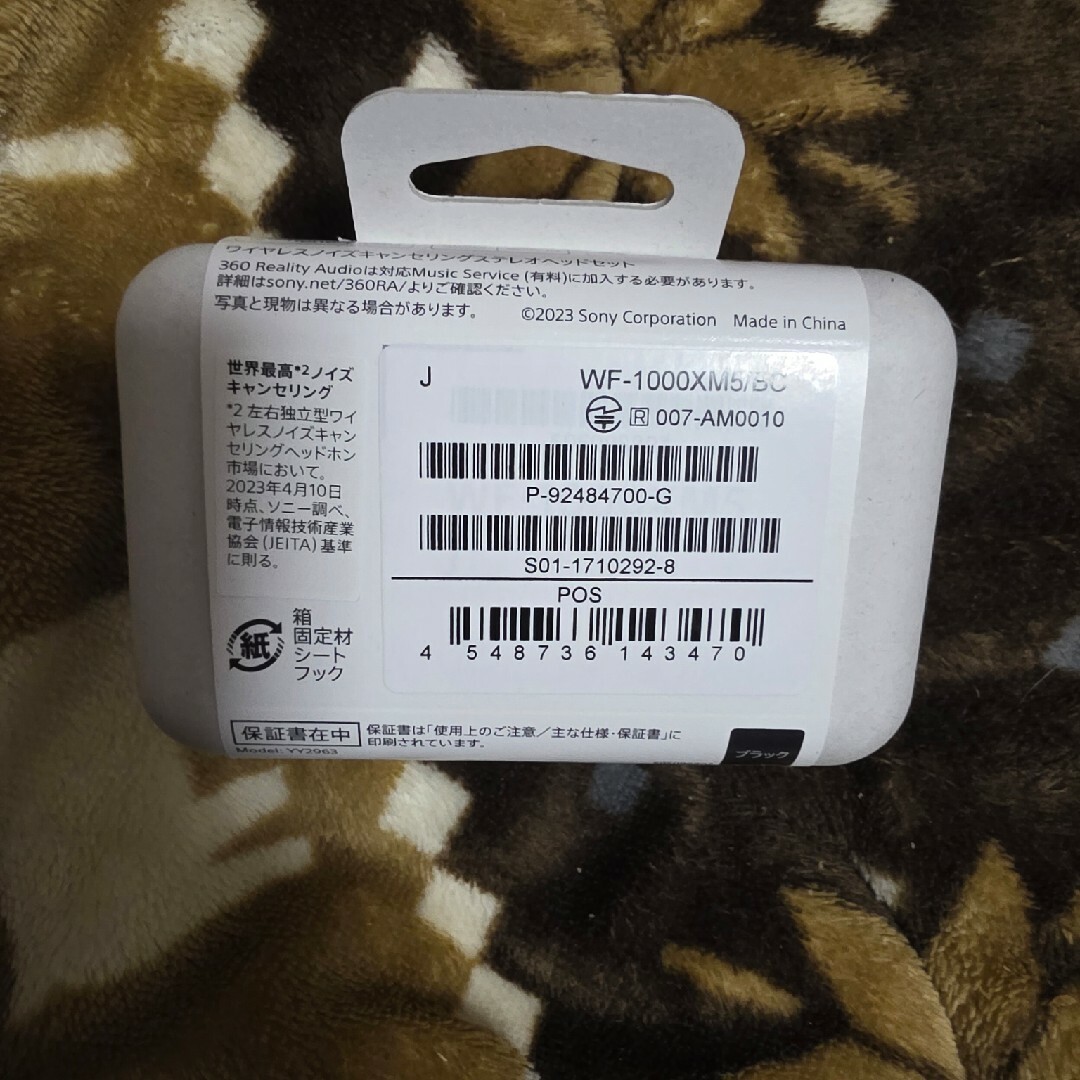 ワイヤレスノイズキャンセリングステレオヘッドセット
360 Reality Audioは対応Music Service (有料)に加入する必要があります。
詳細はsony.net/360RA/よりご確認ください。
写真と現物は異なる場合があります。
©2023 Sony Corporation Made in China
世界最高*2ノイズ
キャンセリング
*2 左右独立型ワイ
ヤレスノイズキャン
セリングヘッドホン
市場において。
2023年4月10日
時点、ソニー調べ、
電子情報技術産業
協会(JEITA)基準
に則る。
紙
箱
固定材
シート
フック
J
WF-1000XM5/BC
R 007-AM0010
P-92484700-G
S01-1710292-8
POS
4 548736 143470
保証書在中
保証書は「使用上のご注意/主な仕様・保証書」に
印刷されています。
Model: YY2963
ブラック